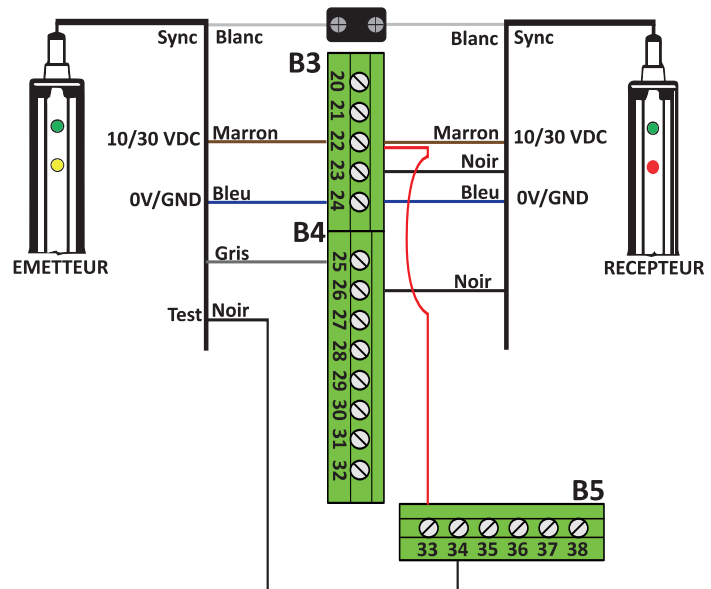 Sync Blanc Blanc Sync
B3
20
21
10/30 VDC Marron 22 Marron 10/30 VDC
23 Noir
0V/GND Bleu 24 Bleu 0V/GND
B4
EMETTEUR Gris 25 RECEPTEUR
26 Noir
Test Noir 27
28
29
30
31
32
B5
33 34 35 36 37 38